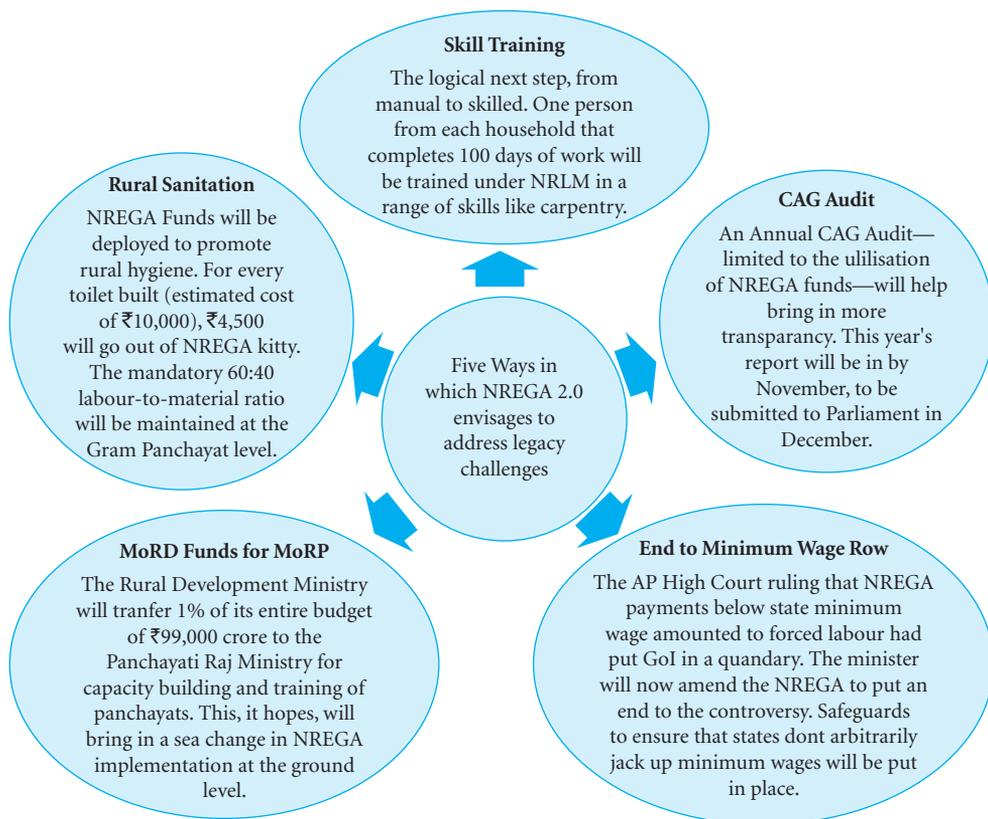 Skill Training
The logical next step, from
manual to skilled. One person
from each household that
completes 100 days of work will
be trained under NRLM in a
range of skills like carpentry.
Rural Sanitation
NREGA Funds will be
deployed to promote
rural hygiene. For every
toilet built (estimated cost
of ₹10,000), ₹4,500
will go out of NREGA kitty.
The mandatory 60:40
labour-to-material ratio
will be maintained at the
Gram Panchayat level.
CAG Audit
An Annual CAG Audit—
limited to the ulilisation
of NREGA funds—will help
bring in more
transparancy. This year's
report will be in by
November, to be
submitted to Parliament in
December.
Five Ways in
which NREGA 2.0
envisages to
address legacy
challenges
MoRD Funds for MoRP
The Rural Development Ministry
will tranfer 1% of its entire budget
of ₹99,000 crore to the
Panchayati Raj Ministry for
capacity building and training of
panchayats. This, it hopes, will
bring in a sea change in NREGA
implementation at the ground
level.
End to Minimum Wage Row
The AP High Court ruling that NREGA
payments below state minimum
wage amounted to forced labour had
put GoI in a quandary. The minister
will now amend the NREGA to put an
end to the controversy. Safeguards
to ensure that states dont arbitrarily
jack up minimum wages will be put
in place.